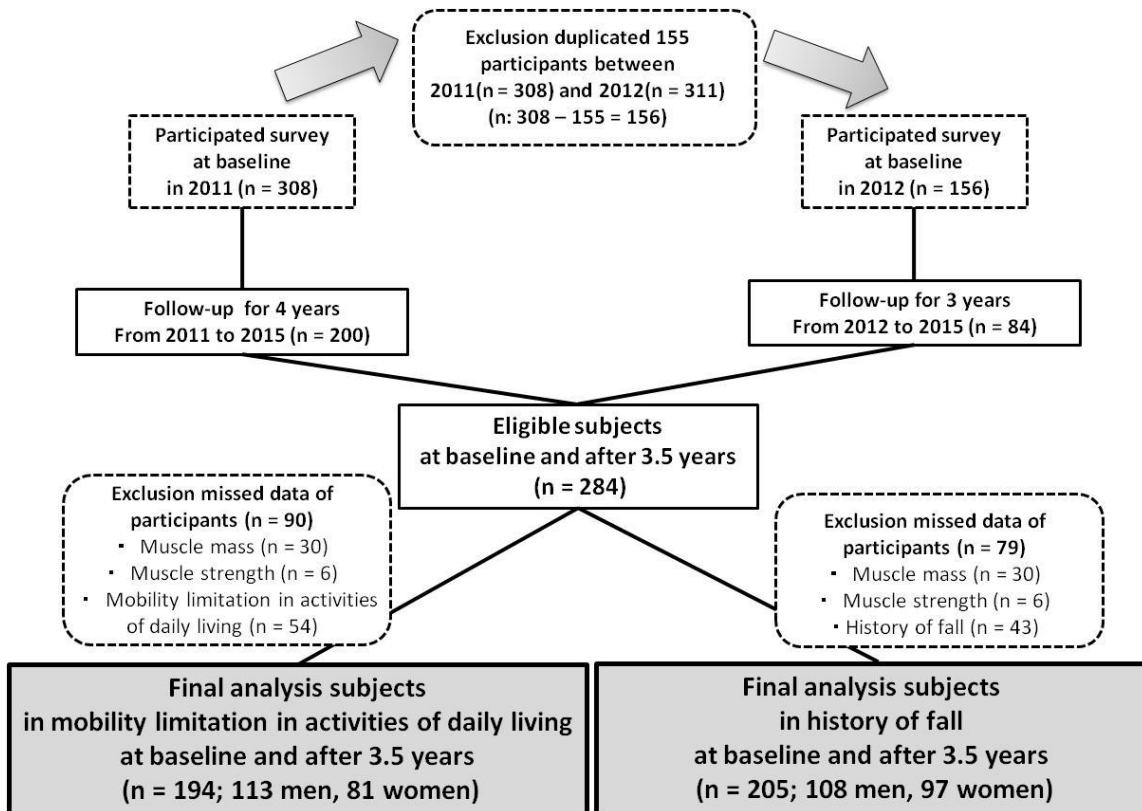 Exclusion duplicated 155
participants between
2011(n = 308) and 2012(n = 311)
(n: 308 – 155 = 156)
Participated survey
at baseline
in 2011 (n = 308)
Participated survey
at baseline
in 2012 (n = 156)
Follow-up for 4 years
From 2011 to 2015 (n = 200)
Follow-up for 3 years
From 2012 to 2015 (n = 84)
Eligible subjects
at baseline and after 3.5 years
(n = 284)
Exclusion missed data of
participants (n = 90)
▪ Muscle mass (n = 30)
▪ Muscle strength (n = 6)
▪ Mobility limitation in activities
of daily living (n = 54)
Exclusion missed data of
participants (n = 79)
▪ Muscle mass (n = 30)
▪ Muscle strength (n = 6)
▪ History of fall (n = 43)
Final analysis subjects
in mobility limitation in activities of daily living
at baseline and after 3.5 years
(n = 194; 113 men, 81 women)
Final analysis subjects
in history of fall
at baseline and after 3.5 years
(n = 205; 108 men, 97 women)